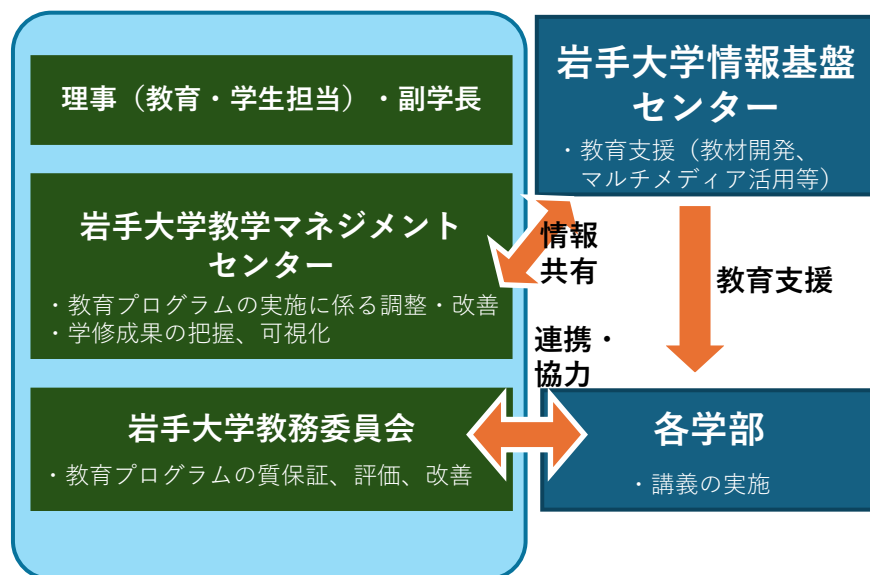 理事（教育・学生担当）・副学長
岩手大学教学マネジメント
センター
・教育プログラムの実施に係る調整・改善
・学修成果の把握、可視化
岩手大学教務委員会
・教育プログラムの質保証、評価、改善
岩手大学情報基盤
センター
・教育支援（教材開発、
マルチメディア活用等）
情報
共有
教育支援
連携・
協力
各学部
・講義の実施